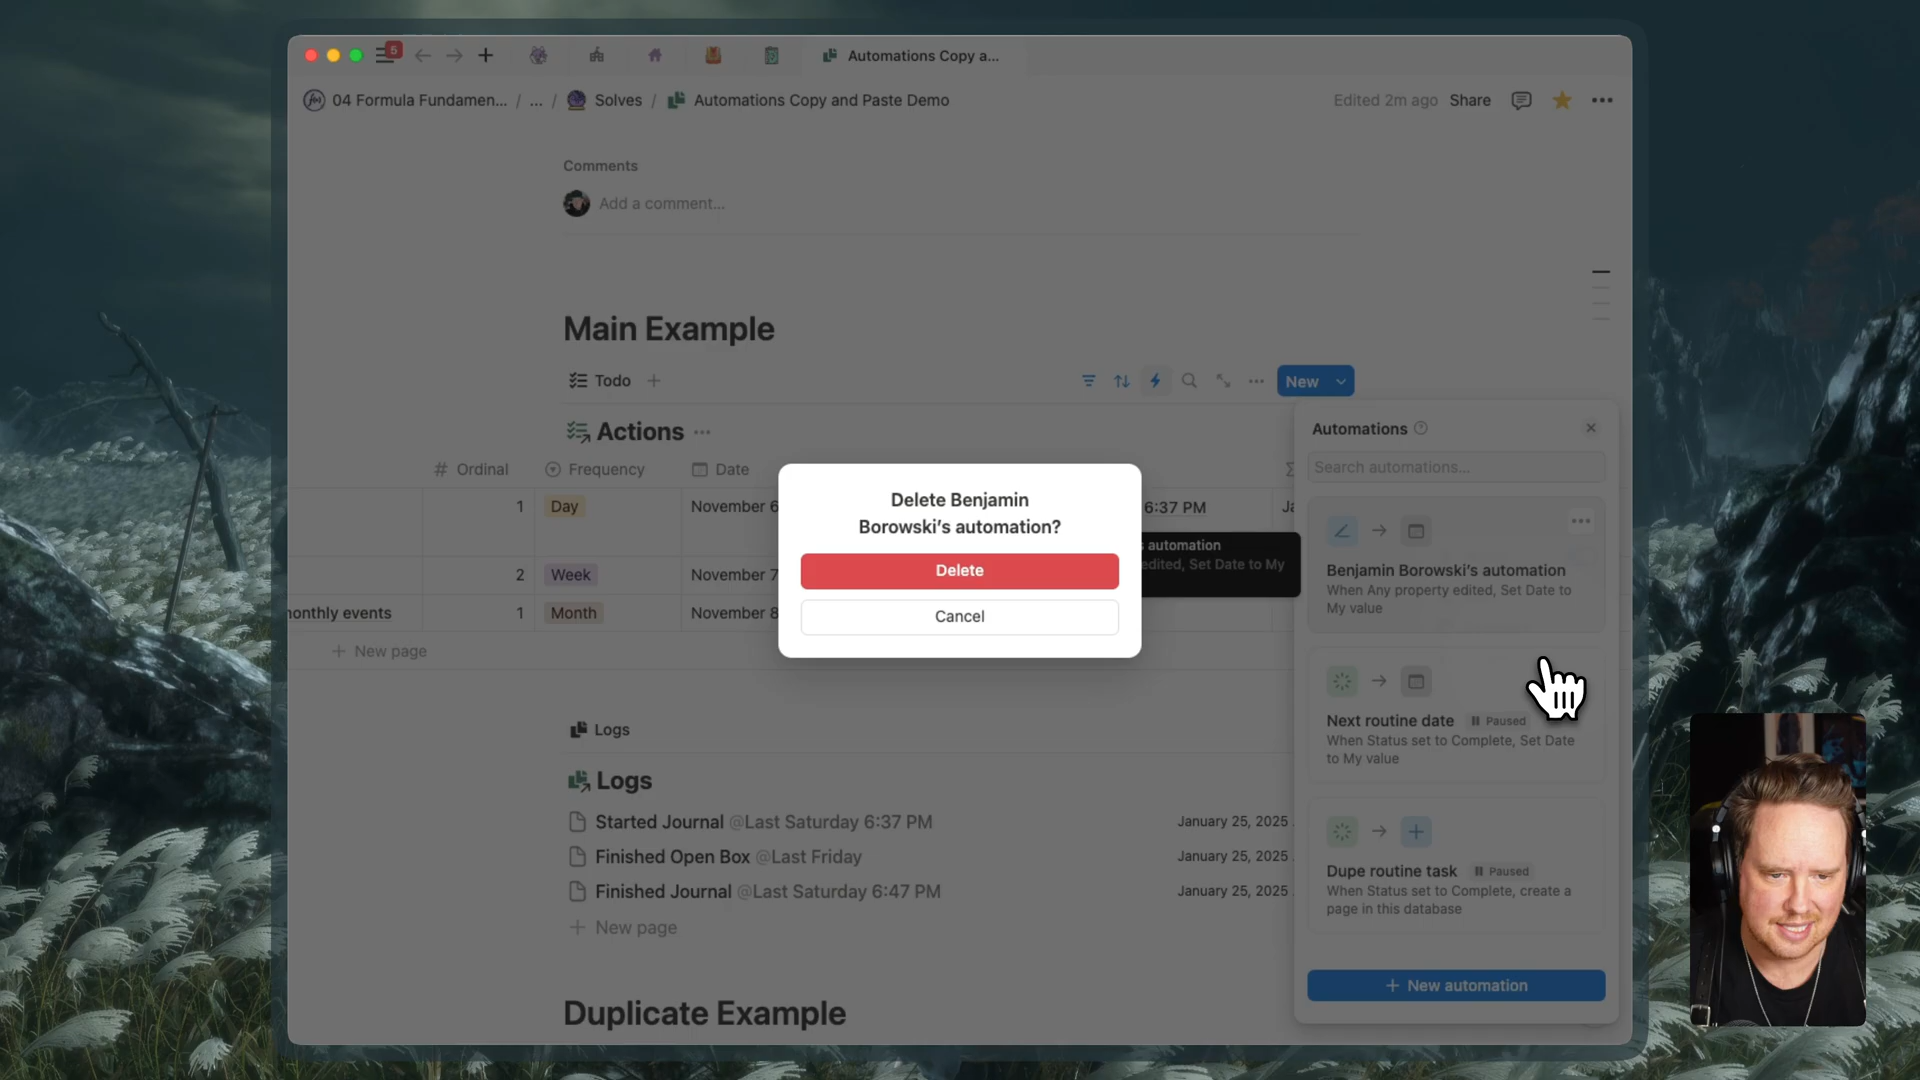 5
Automations Copy a...
04 Formula Fundamen... / ... / Solves / Automations Copy and Paste Demo
Edited 2m ago Share
Comments
Add a comment...
Main Example
Todo
New
Actions
Automations
Search automations...
# Ordinal Frequency Date
1 Day November 6 6:37 PM
2 Week November 7
onthly events 1 Month November 8
New page
Delete Benjamin
Borowski's automation?
Delete
Cancel
s automation
edited, Set Date to My
Benjamin Borowski's automation
When Any property edited, Set Date to
My value
Next routine date Paused
When Status set to Complete, Set Date
to My value
Dupe routine task Paused
When Status set to Complete, create a
page in this database
New automation
Logs
Logs
Started Journal @Last Saturday 6:37 PM January 25, 2025
Finished Open Box @Last Friday January 25, 2025
Finished Journal @Last Saturday 6:47 PM January 25, 2025
New page
Duplicate Example